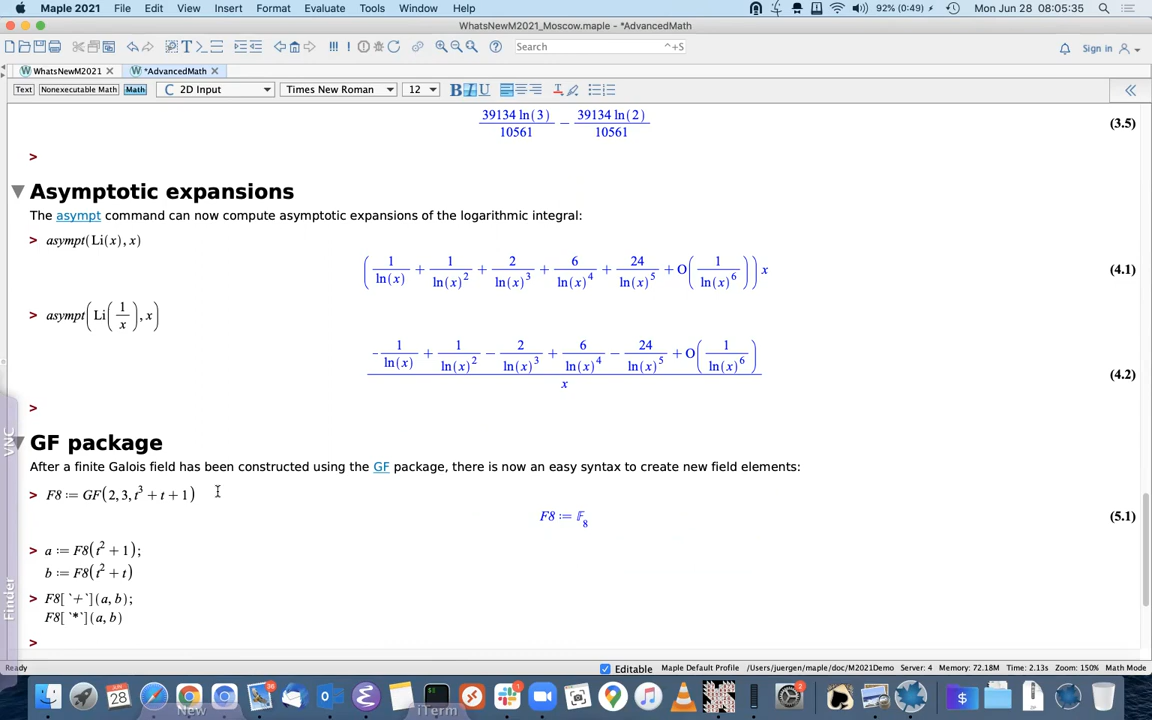 Maple 2021 File Edit View Insert Format Evaluate Tools Window Help 92% (0:49) Mon Jun 28 08:05:35
WhatsNewM2021_Moscow.maple - *AdvancedMath
Search ^+S Sign in
WhatsNewM2021 *AdvancedMath
Text Nonexecutable Math Math C 2D Input Times New Roman 12 B I U
39134 ln(3)/10561 − 39134 ln(2)/10561 (3.5)
>
Asymptotic expansions
The asympt command can now compute asymptotic expansions of the logarithmic integral:
> asympt(Li(x), x)
(1/ln(x) + 1/ln(x)^2 + 2/ln(x)^3 + 6/ln(x)^4 + 24/ln(x)^5 + O(1/ln(x)^6)) x (4.1)
> asympt(Li(1/x), x)
(-1/ln(x) + 1/ln(x)^2 − 2/ln(x)^3 + 6/ln(x)^4 − 24/ln(x)^5 + O(1/ln(x)^6))/x (4.2)
>
GF package
After a finite Galois field has been constructed using the GF package, there is now an easy syntax to create new field elements:
> F8 := GF(2, 3, t^3 + t + 1)
F8 := 𝔽_8 (5.1)
> a := F8(t^2 + 1);
b := F8(t^2 + t)
> F8[ `+`](a, b);
F8[ `*`](a, b)
>
VNC
Finder
Ready Editable Maple Default Profile /Users/juergen/maple/doc/M2021Demo Server: 4 Memory: 72.18M Time: 2.13s Zoom: 150% Math Mode
New iTerm